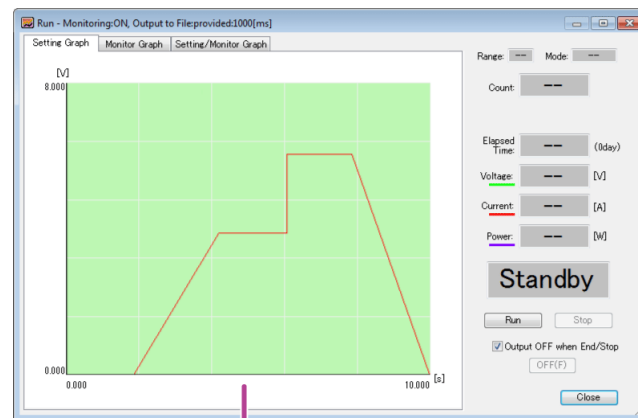 Run - Monitoring:ON, Output to File:provided:1000[ms]
Setting Graph Monitor Graph Setting/Monitor Graph
Range: -- Mode: --
[V]
8.000
Count: --
Elapsed Time: -- (0day)
Voltage: -- [V]
Current: -- [A]
Power: -- [W]
Standby
Run Stop
Output OFF when End/Stop
OFF(F)
0.000
0.000 10.000 [s]
Close